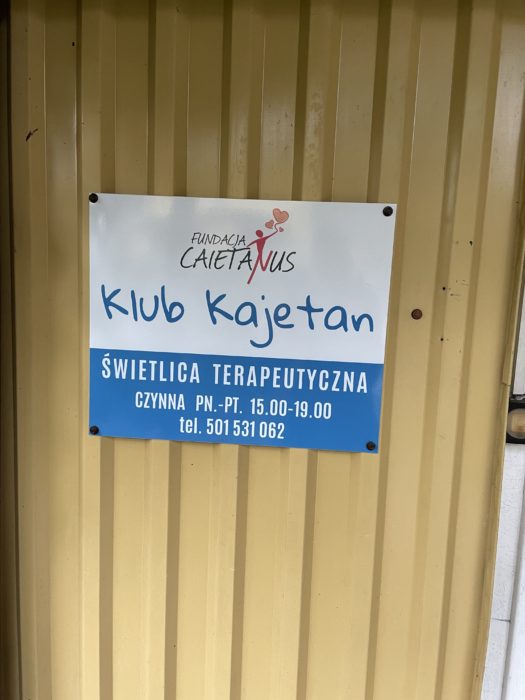 FUNDACJA
CAIETANUS
Klub Kajetan
ŚWIETLICA TERAPEUTYCZNA
CZYNNA PN.-PT. 15.00-19.00
tel. 501 531 062